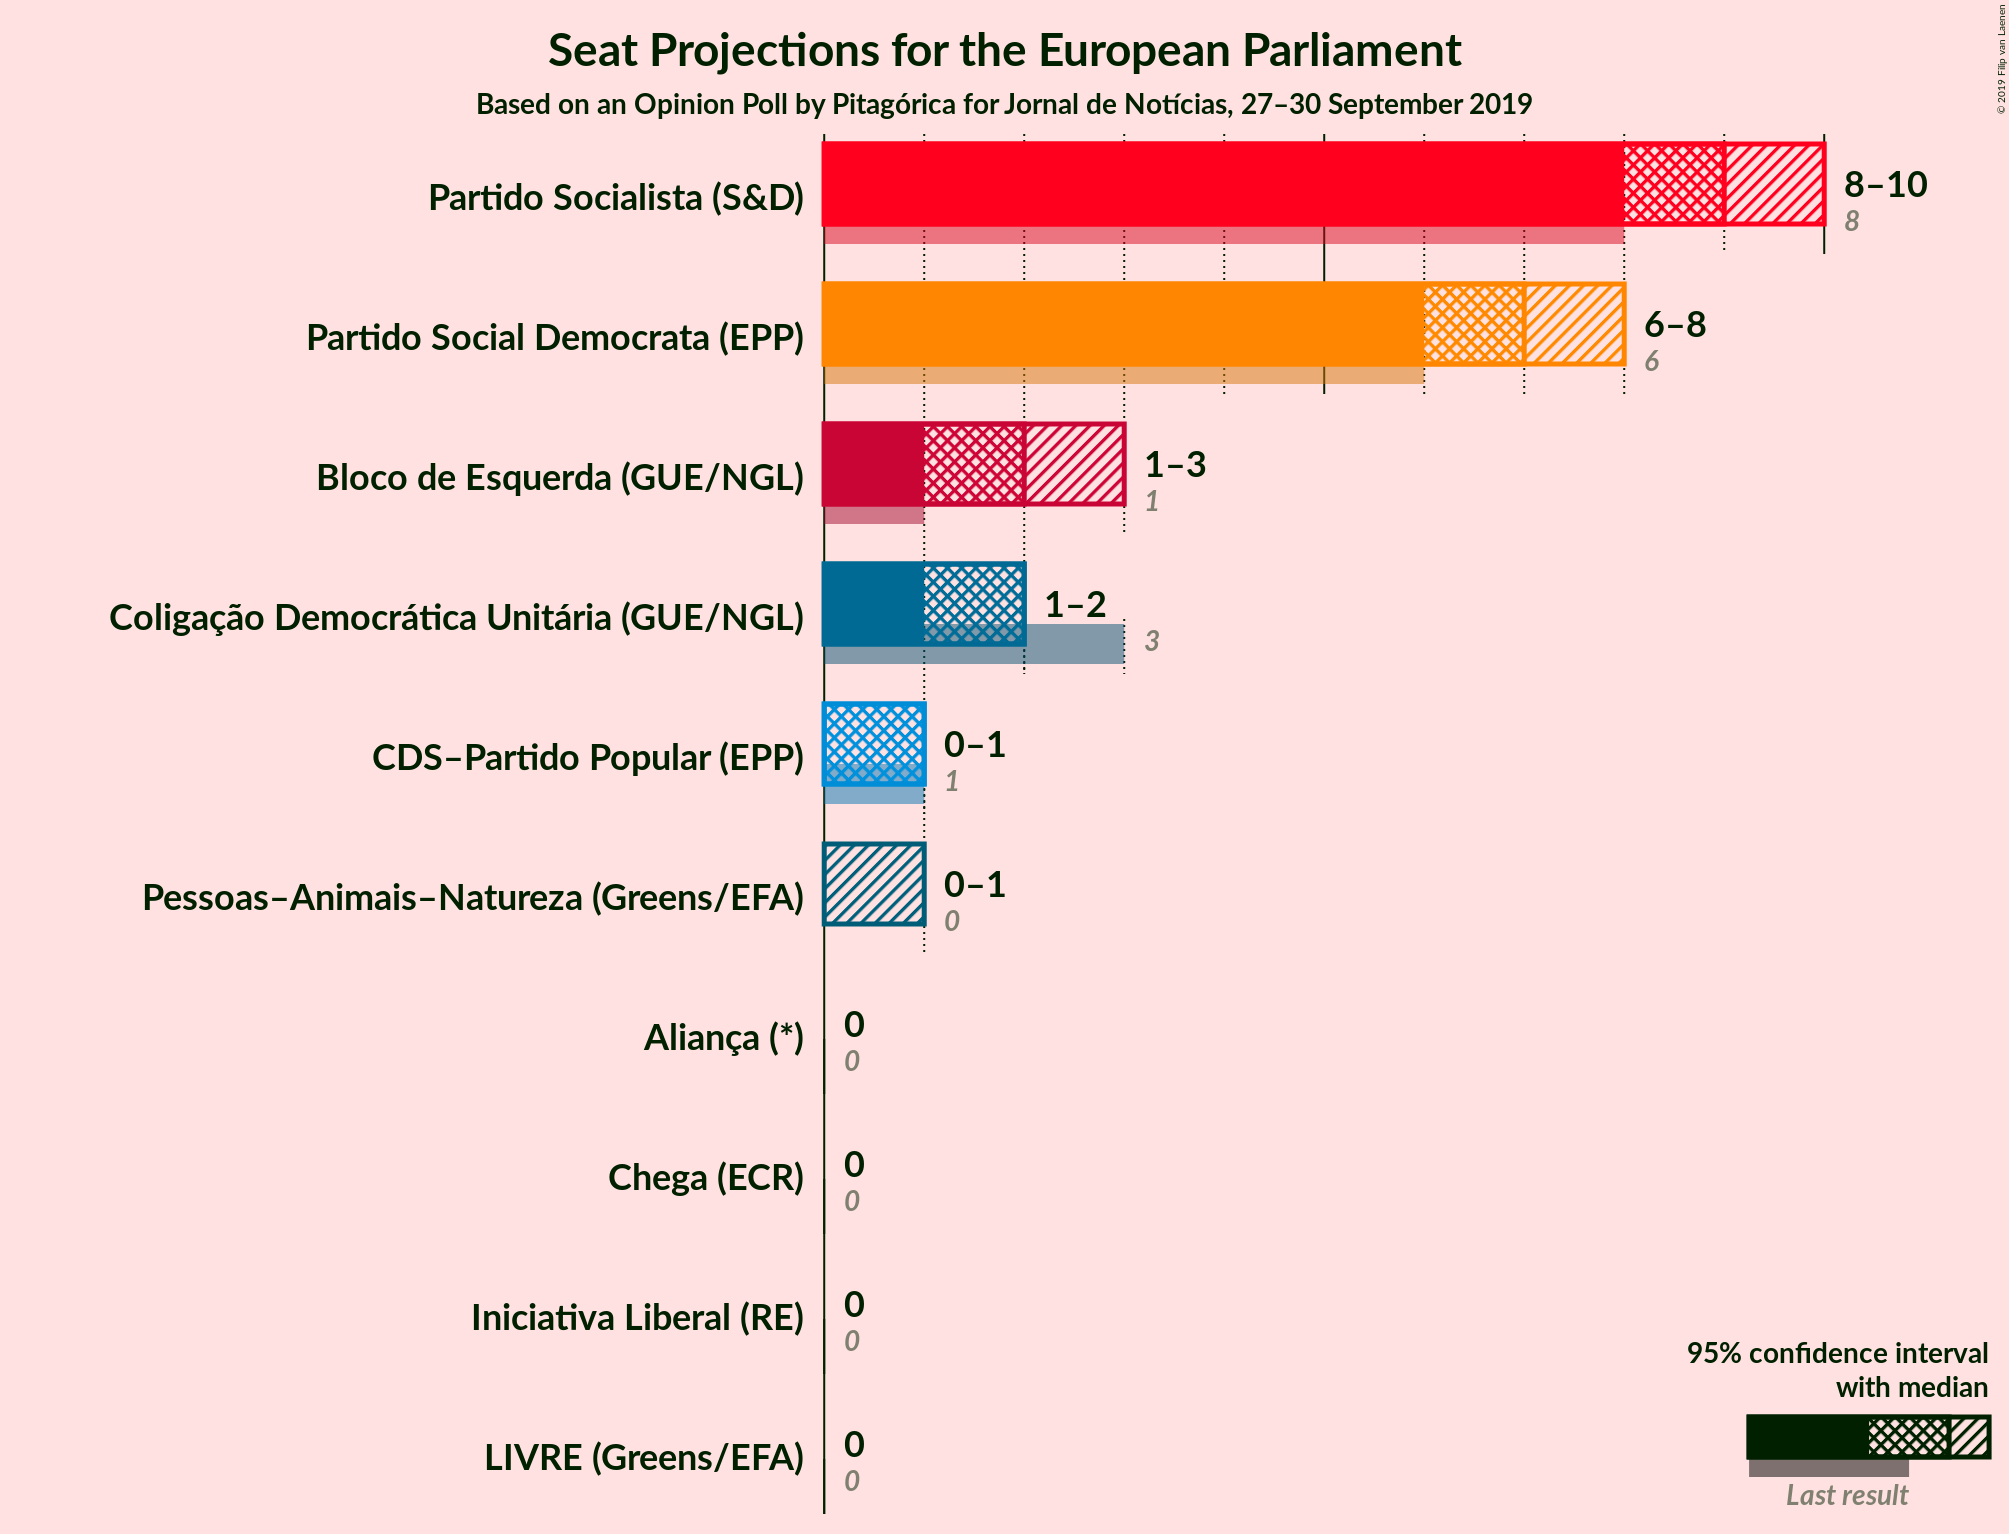 Seat Projections for the European Parliament
Based on an Opinion Poll by Pitagórica for Jornal de Notícias, 27–30 September 2019
© 2019 Filip van Laenen
Partido Socialista (S&D)
8–10
8
Partido Social Democrata (EPP)
6–8
6
Bloco de Esquerda (GUE/NGL)
1–3
1
Coligação Democrática Unitária (GUE/NGL)
1–2
3
CDS–Partido Popular (EPP)
0–1
1
Pessoas–Animais–Natureza (Greens/EFA)
0–1
0
Aliança (*)
0
0
Chega (ECR)
0
0
Iniciativa Liberal (RE)
0
0
LIVRE (Greens/EFA)
0
0
95% confidence interval
with median
Last result